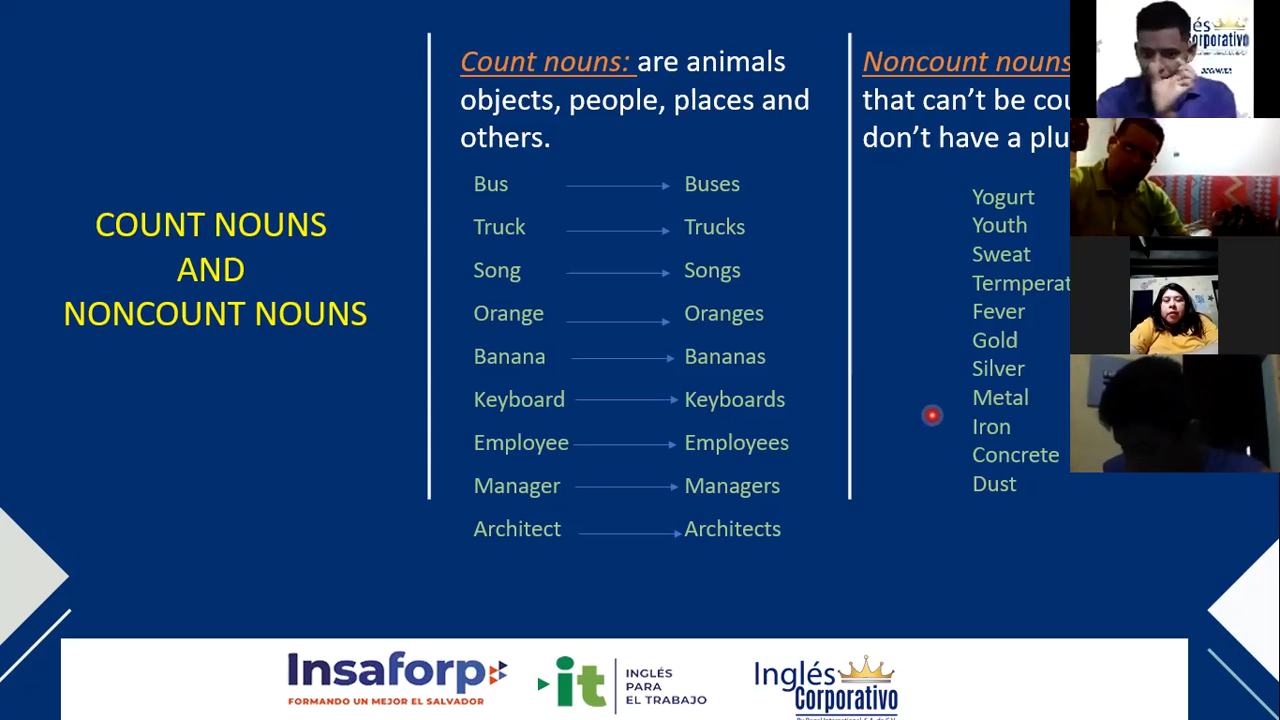 COUNT NOUNS
AND
NONCOUNT NOUNS
Count nouns: are animals
objects, people, places and
others.
Bus Buses
Truck Trucks
Song Songs
Orange Oranges
Banana Bananas
Keyboard Keyboards
Employee Employees
Manager Managers
Architect Architects
Noncount nouns
that can’t be
don’t have a
Yogurt
Youth
Sweat
Termperat
Fever
Gold
Silver
Metal
Iron
Concrete
Dust
Insaforp
FORMANDO UN MEJOR EL SALVADOR
it
INGLÉS
PARA
EL TRABAJO
Inglés
Corporativo